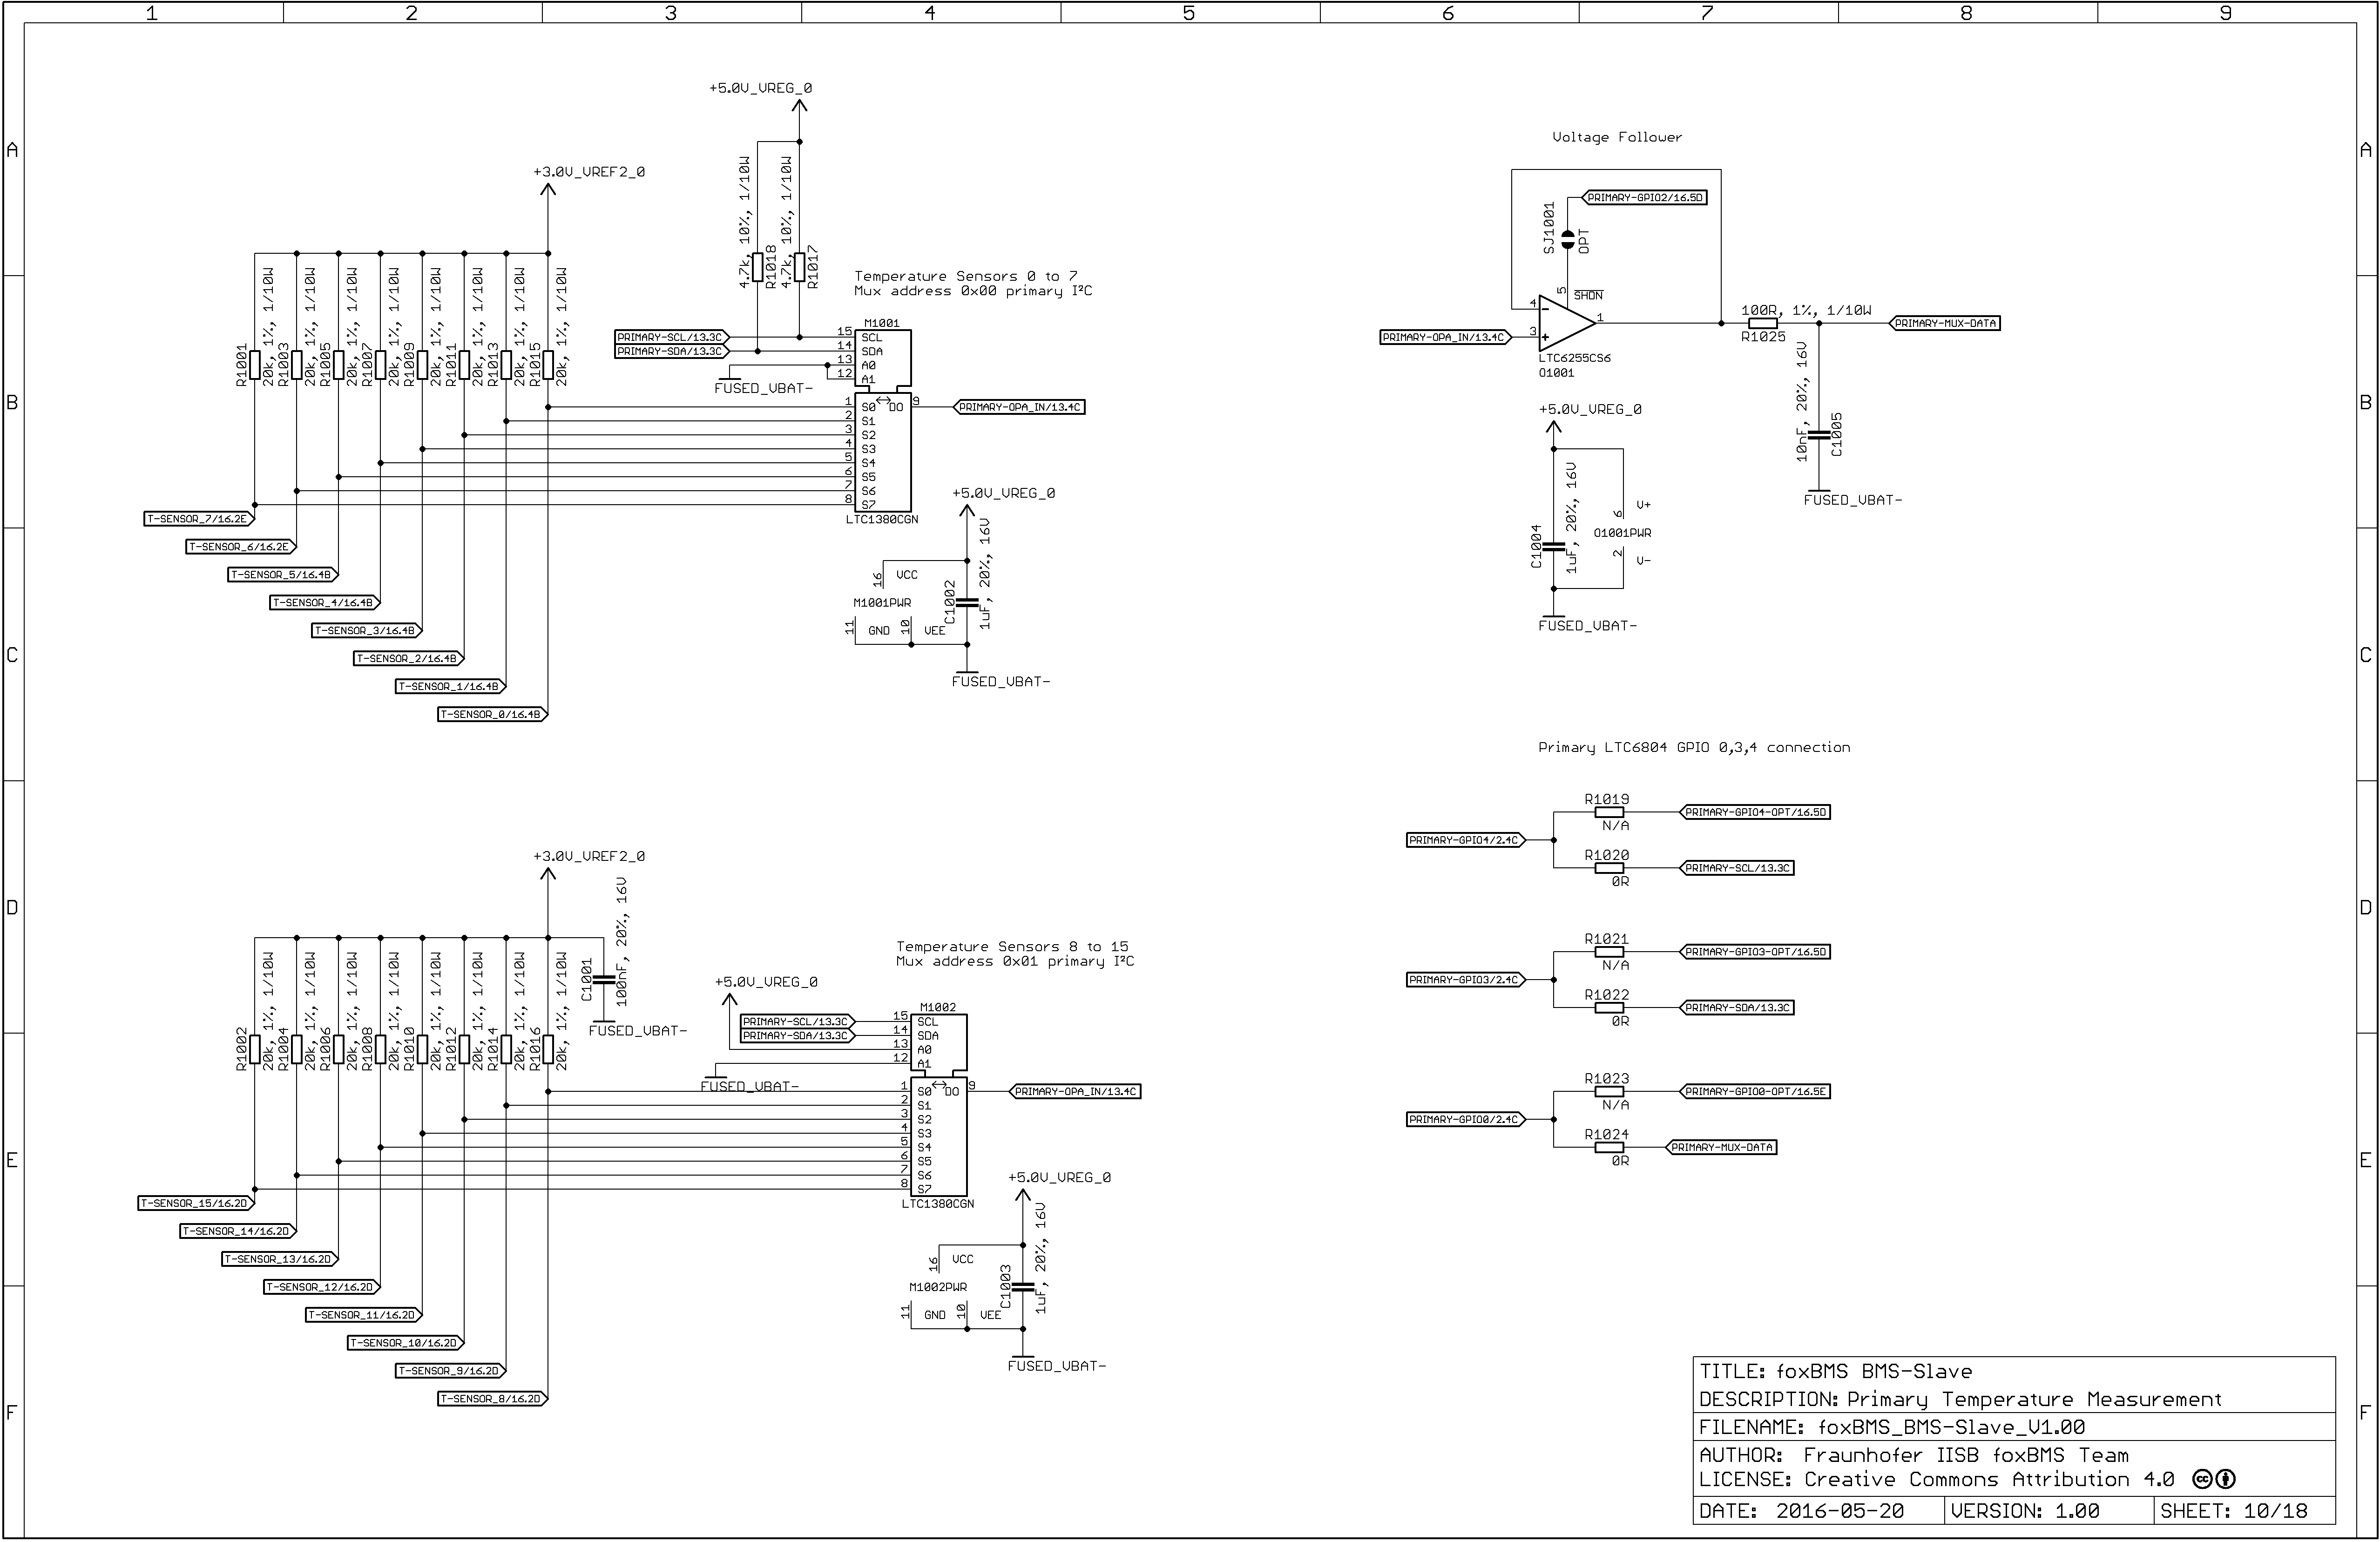 1 2 3 4 5 6 7 8 9
A
B
C
D
E
F
+3.0V_VREF2_0
R1001
20k, 1%, 1/10W
R1003
20k, 1%, 1/10W
R1005
20k, 1%, 1/10W
R1007
20k, 1%, 1/10W
R1009
20k, 1%, 1/10W
R1011
20k, 1%, 1/10W
R1013
20k, 1%, 1/10W
R1015
20k, 1%, 1/10W
T-SENSOR_7/16.2E
T-SENSOR_6/16.2E
T-SENSOR_5/16.4B
T-SENSOR_4/16.4B
T-SENSOR_3/16.4B
T-SENSOR_2/16.4B
T-SENSOR_1/16.4B
T-SENSOR_0/16.4B
+5.0V_VREG_0
4.7k, 10%, 1/10W
R1018
4.7k, 10%, 1/10W
R1017
Temperature Sensors 0 to 7
Mux address 0x00 primary I²C
PRIMARY-SCL/13.3C
PRIMARY-SDA/13.3C
FUSED_VBAT-
M1001
15 SCL
14 SDA
13 A0
12 A1
1 S0 ↔ DO 9
2 S1
3 S2
4 S3
5 S4
6 S5
7 S6
8 S7
LTC1380CGN
PRIMARY-OPA_IN/13.4C
+5.0V_VREG_0
16 VCC
M1001PWR
11 GND 10 VEE
C1002
1uF, 20%, 16V
FUSED_VBAT-
+3.0V_VREF2_0
R1002
20k, 1%, 1/10W
R1004
20k, 1%, 1/10W
R1006
20k, 1%, 1/10W
R1008
20k, 1%, 1/10W
R1010
20k, 1%, 1/10W
R1012
20k, 1%, 1/10W
R1014
20k, 1%, 1/10W
R1016
20k, 1%, 1/10W
C1001
100nF, 20%, 16V
FUSED_VBAT-
T-SENSOR_15/16.2D
T-SENSOR_14/16.2D
T-SENSOR_13/16.2D
T-SENSOR_12/16.2D
T-SENSOR_11/16.2D
T-SENSOR_10/16.2D
T-SENSOR_9/16.2D
T-SENSOR_8/16.2D
Temperature Sensors 8 to 15
Mux address 0x01 primary I²C
+5.0V_VREG_0
PRIMARY-SCL/13.3C
PRIMARY-SDA/13.3C
FUSED_VBAT-
M1002
15 SCL
14 SDA
13 A0
12 A1
1 S0 ↔ DO 9
2 S1
3 S2
4 S3
5 S4
6 S5
7 S6
8 S7
LTC1380CGN
PRIMARY-OPA_IN/13.4C
+5.0V_VREG_0
16 VCC
M1002PWR
11 GND 10 VEE
C1003
1uF, 20%, 16V
FUSED_VBAT-
Voltage Follower
PRIMARY-GPIO2/16.5D
SJ1001
OPT
5 SHDN
4 -
3 +
1
PRIMARY-OPA_IN/13.4C
LTC6255CS6
O1001
100R, 1%, 1/10W
R1025
PRIMARY-MUX-DATA
10nF, 20%, 16V
C1005
FUSED_VBAT-
+5.0V_VREG_0
C1004
1uF, 20%, 16V
6 V+
O1001PWR
2 V-
FUSED_VBAT-
Primary LTC6804 GPIO 0,3,4 connection
PRIMARY-GPIO4/2.4C
R1019
N/A
PRIMARY-GPIO4-OPT/16.5D
R1020
0R
PRIMARY-SCL/13.3C
PRIMARY-GPIO3/2.4C
R1021
N/A
PRIMARY-GPIO3-OPT/16.5D
R1022
0R
PRIMARY-SDA/13.3C
PRIMARY-GPIO0/2.4C
R1023
N/A
PRIMARY-GPIO0-OPT/16.5E
R1024
0R
PRIMARY-MUX-DATA
A
B
C
D
E
F
TITLE: foxBMS BMS-Slave
DESCRIPTION: Primary Temperature Measurement
FILENAME: foxBMS_BMS-Slave_V1.00
AUTHOR: Fraunhofer IISB foxBMS Team
LICENSE: Creative Commons Attribution 4.0 cc
DATE: 2016-05-20 VERSION: 1.00 SHEET: 10/18